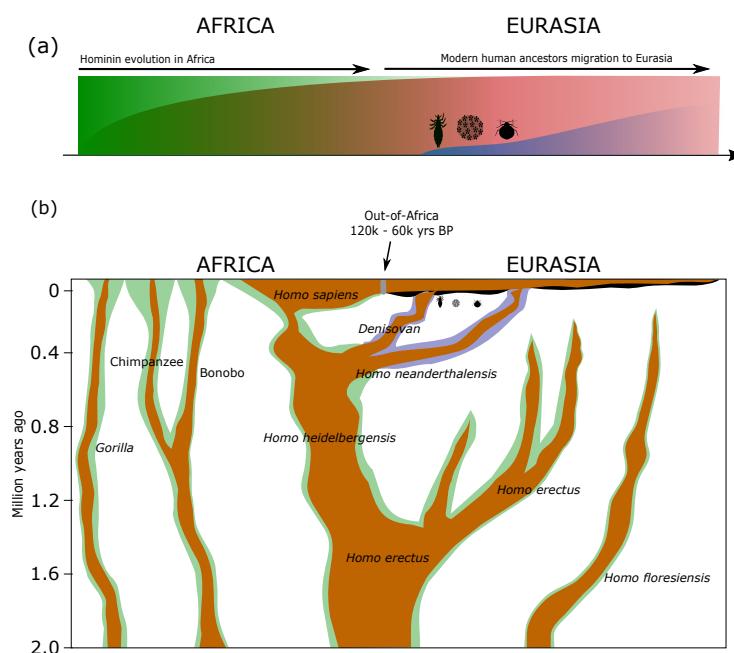 AFRICA
EURASIA
(a)
Hominin evolution in Africa
Modern human ancestors migration to Eurasia
(b)
Out-of-Africa
120k - 60k yrs BP
AFRICA
EURASIA
0
Homo sapiens
Denisovan
0.4
Chimpanzee
Bonobo
Homo neanderthalensis
0.8
Gorilla
Homo heidelbergensis
Million years ago
1.2
Homo erectus
Homo erectus
1.6
Homo floresiensis
2.0